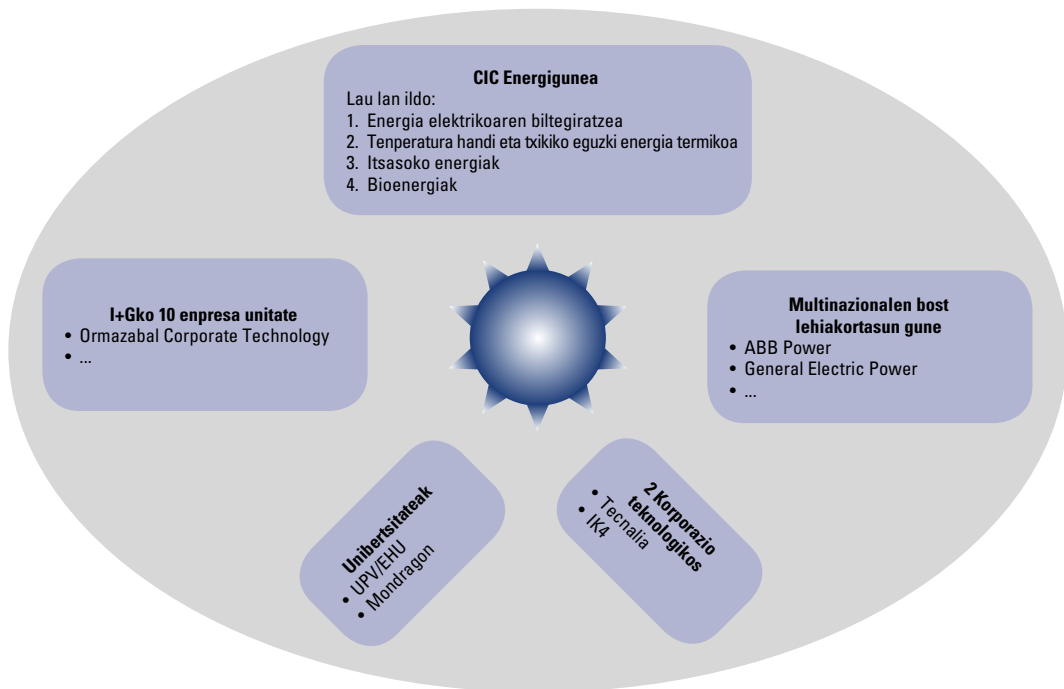 CIC Energigunea
Lau lan ildo:
1. Energia elektrikoaren biltegiratzea
2. Tenperatura handi eta txikiko eguzki energia termikoa
3. Itsasoko energiak
4. Bioenergiak
I+Gko 10 enpresa unitate
• Ormazabal Corporate Technology
• ...
Multinazionalen bost
lehiakortasun gune
• ABB Power
• General Electric Power
• ...
Unibertsitateak
• UPV/EHU
• Mondragon
2 Korporazio
teknologikos
• Tecnalia
• IK4